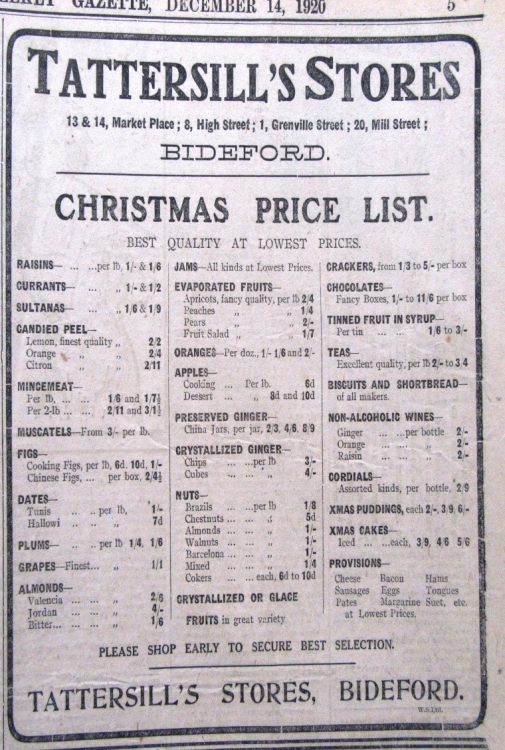 EEKLY GAZETTE, DECEMBER 14, 1920 5
TATTERSILL'S STORES
13 & 14, Market Place; 8, High Street; 1, Grenville Street; 20, Mill Street;
BIDEFORD.
CHRISTMAS PRICE LIST.
BEST QUALITY AT LOWEST PRICES.
RAISINS— ... ...per lb, 1/- & 1/6
CURRANTS— ... ,, 1/- & 1/2
SULTANAS— ... ,, 1/6 & 1/9
CANDIED PEEL—
Lemon, finest quality ,, 2/2
Orange ,, ,, 2/4
Citron ,, ,, 2/11
MINCEMEAT—
Per lb, ... ... 1/6 and 1/7½
Per 2-lb ... ... 2/11 and 3/1½
MUSCATELS—From 3/- per lb.
FIGS—
Cooking Figs, per lb, 6d. 10d, 1/-
Chinese Figs, ... per box, 2/4½
DATES—
Tunis .. .. per lb, 1/-
Hallowi .. .. ,, 7d
PLUMS— .. .. per lb 1/4, 1/6
GRAPES—Finest... ,, 1/1
ALMONDS—
Valencia ... ... ,, 2/6
Jordan ... ... ,, 4/-
Bitter... ... ... ,, 1/6
JAMS—All kinds at Lowest Prices.
EVAPORATED FRUITS—
Apricots, fancy quality, per lb 2/4
Peaches ,, ,, 1/4
Pears ,, ,, 2/-
Fruit Salad ,, ,, 1/7
ORANGES—Per doz., 1/- 1/6 and 2/-
APPLES—
Cooking ... Per lb. 6d
Dessert ... ,, 8d and 10d
PRESERVED GINGER—
China Jars, per jar, 2/3, 4/6, 8/9
CRYSTALLIZED GINGER—
Chips ... ...per lb 3/-
Cubes ... ... ,, 4/-
NUTS—
Brazils ... ...per lb 1/8
Chestnuts ... ... ,, 5d
Almonds ... ... ,, 1/-
Walnuts ... ... ,, 1/-
Barcelona ... ... ,, 1/-
Mixed ... ... ,, 1/4
Cokers ... ... each, 6d to 10d
CRYSTALLIZED OR GLACE
FRUITS in great variety
CRACKERS, from 1/3 to 5/- per box
CHOCOLATES—
Fancy Boxes, 1/- to 11/6 per box
TINNED FRUIT IN SYRUP—
Per tin ... ... 1/6 to 3/-
TEAS—
Excellent quality, per lb 2/- to 3 4
BISCUITS AND SHORTBREAD—
of all makers.
NON-ALCOHOLIC WINES—
Ginger ... ...per bottle 2/-
Orange ... ... ,, 2/-
Raisin ... ... ,, 2/-
CORDIALS—
Assorted kinds, per bottle, 2/9
XMAS PUDDINGS, each 2/-, 3/9, 6/-
XMAS CAKES—
Iced ... ... ...each, 3/9, 4/6 5/6
PROVISIONS—
Cheese Bacon Hams
Sausages Eggs Tongues
Pates Margarine Suet, etc.
at Lowest Prices.
PLEASE SHOP EARLY TO SECURE BEST SELECTION.
TATTERSILL'S STORES, BIDEFORD.